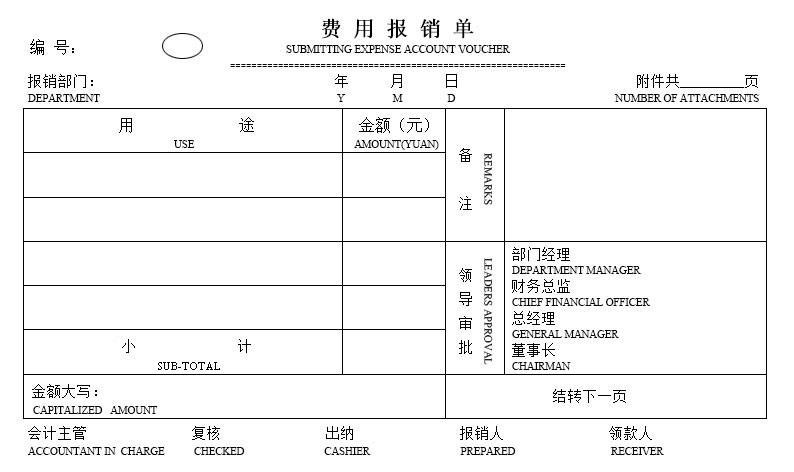 费用报销单
SUBMITTING EXPENSE ACCOUNT VOUCHER
编 号：
==================================================================
报销部门： 年 月 日 附件共________页
DEPARTMENT Y M D NUMBER OF ATTACHMENTS
用 途 金额（元）
USE AMOUNT(YUAN)
备注
REMARKS
领导审批
LEADERS APPROVAL
部门经理
DEPARTMENT MANAGER
财务总监
CHIEF FINANCIAL OFFICER
总经理
GENERAL MANAGER
董事长
CHAIRMAN
小 计
SUB-TOTAL
金额大写： 结转下一页
CAPITALIZED AMOUNT
会计主管 复核 出纳 报销人 领款人
ACCOUNTANT IN CHARGE CHECKED CASHIER PREPARED RECEIVER